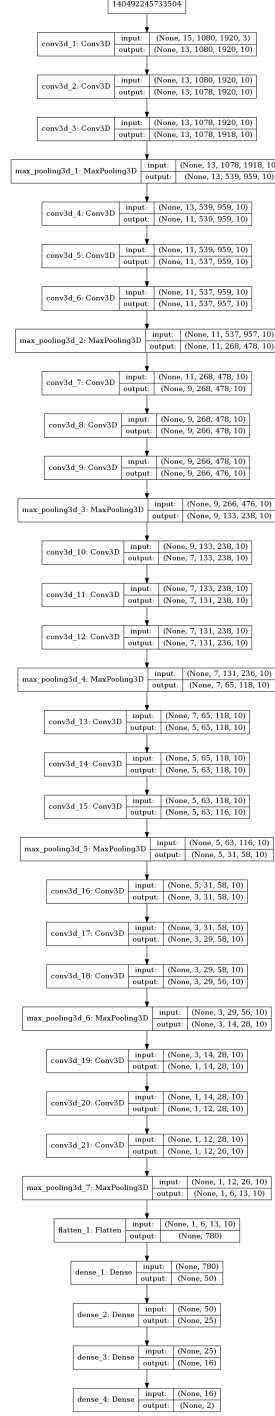 140492245733504
conv3d_1: Conv3D
input: (None, 15, 1080, 1920, 3)
output: (None, 13, 1080, 1920, 10)
conv3d_2: Conv3D
input: (None, 13, 1080, 1920, 10)
output: (None, 13, 1078, 1920, 10)
conv3d_3: Conv3D
input: (None, 13, 1078, 1920, 10)
output: (None, 13, 1078, 1918, 10)
max_pooling3d_1: MaxPooling3D
input: (None, 13, 1078, 1918, 10)
output: (None, 13, 539, 959, 10)
conv3d_4: Conv3D
input: (None, 13, 539, 959, 10)
output: (None, 11, 539, 959, 10)
conv3d_5: Conv3D
input: (None, 11, 539, 959, 10)
output: (None, 11, 537, 959, 10)
conv3d_6: Conv3D
input: (None, 11, 537, 959, 10)
output: (None, 11, 537, 957, 10)
max_pooling3d_2: MaxPooling3D
input: (None, 11, 537, 957, 10)
output: (None, 11, 268, 478, 10)
conv3d_7: Conv3D
input: (None, 11, 268, 478, 10)
output: (None, 9, 268, 478, 10)
conv3d_8: Conv3D
input: (None, 9, 268, 478, 10)
output: (None, 9, 266, 478, 10)
conv3d_9: Conv3D
input: (None, 9, 266, 478, 10)
output: (None, 9, 266, 476, 10)
max_pooling3d_3: MaxPooling3D
input: (None, 9, 266, 476, 10)
output: (None, 9, 133, 238, 10)
conv3d_10: Conv3D
input: (None, 9, 133, 238, 10)
output: (None, 7, 133, 238, 10)
conv3d_11: Conv3D
input: (None, 7, 133, 238, 10)
output: (None, 7, 131, 238, 10)
conv3d_12: Conv3D
input: (None, 7, 131, 238, 10)
output: (None, 7, 131, 236, 10)
max_pooling3d_4: MaxPooling3D
input: (None, 7, 131, 236, 10)
output: (None, 7, 65, 118, 10)
conv3d_13: Conv3D
input: (None, 7, 65, 118, 10)
output: (None, 5, 65, 118, 10)
conv3d_14: Conv3D
input: (None, 5, 65, 118, 10)
output: (None, 5, 63, 118, 10)
conv3d_15: Conv3D
input: (None, 5, 63, 118, 10)
output: (None, 5, 63, 116, 10)
max_pooling3d_5: MaxPooling3D
input: (None, 5, 63, 116, 10)
output: (None, 5, 31, 58, 10)
conv3d_16: Conv3D
input: (None, 5, 31, 58, 10)
output: (None, 3, 31, 58, 10)
conv3d_17: Conv3D
input: (None, 3, 31, 58, 10)
output: (None, 3, 29, 58, 10)
conv3d_18: Conv3D
input: (None, 3, 29, 58, 10)
output: (None, 3, 29, 56, 10)
max_pooling3d_6: MaxPooling3D
input: (None, 3, 29, 56, 10)
output: (None, 3, 14, 28, 10)
conv3d_19: Conv3D
input: (None, 3, 14, 28, 10)
output: (None, 1, 14, 28, 10)
conv3d_20: Conv3D
input: (None, 1, 14, 28, 10)
output: (None, 1, 12, 28, 10)
conv3d_21: Conv3D
input: (None, 1, 12, 28, 10)
output: (None, 1, 12, 26, 10)
max_pooling3d_7: MaxPooling3D
input: (None, 1, 12, 26, 10)
output: (None, 1, 6, 13, 10)
flatten_1: Flatten
input: (None, 1, 6, 13, 10)
output: (None, 780)
dense_1: Dense
input: (None, 780)
output: (None, 50)
dense_2: Dense
input: (None, 50)
output: (None, 25)
dense_3: Dense
input: (None, 25)
output: (None, 16)
dense_4: Dense
input: (None, 16)
output: (None, 2)